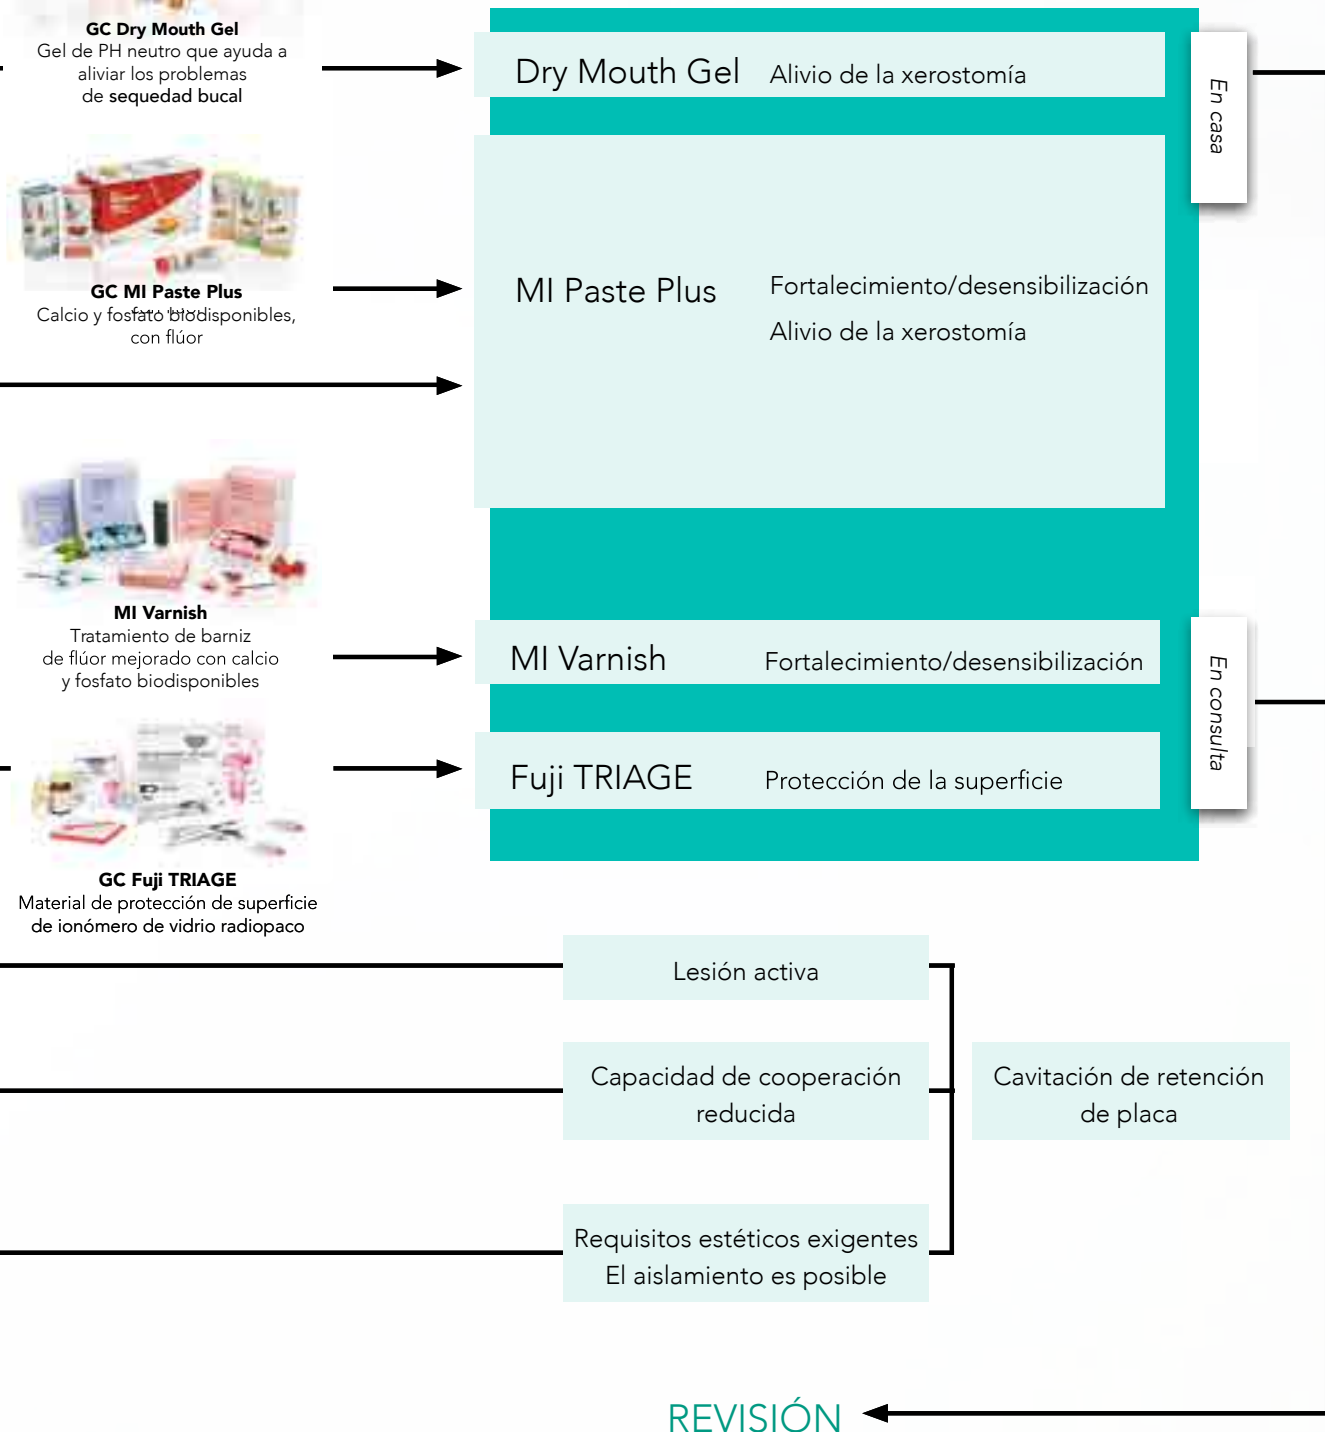 GC Dry Mouth Gel
Gel de PH neutro que ayuda a
aliviar los problemas
de sequedad bucal
Dry Mouth Gel Alivio de la xerostomía
En casa
GC MI Paste Plus
Calcio y fosfato biodisponibles,
con flúor
MI Paste Plus Fortalecimiento/desensibilización
Alivio de la xerostomía
MI Varnish
Tratamiento de barniz
de flúor mejorado con calcio
y fosfato biodisponibles
MI Varnish Fortalecimiento/desensibilización
En consulta
Fuji TRIAGE Protección de la superficie
GC Fuji TRIAGE
Material de protección de superficie
de ionómero de vidrio radiopaco
Lesión activa
Capacidad de cooperación
reducida
Cavitación de retención
de placa
Requisitos estéticos exigentes
El aislamiento es posible
REVISIÓN